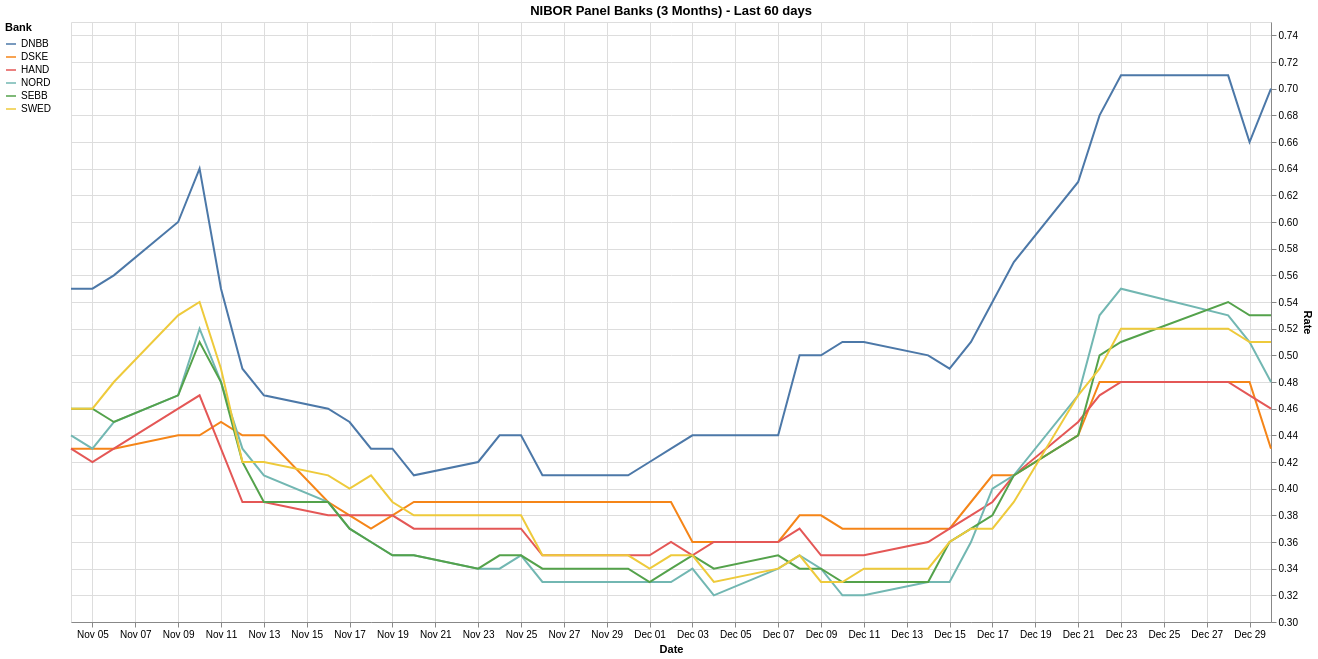 NIBOR Panel Banks (3 Months) - Last 60 days
Bank
DNBB
DSKE
HAND
NORD
SEBB
SWED
0.74
0.72
0.70
0.68
0.66
0.64
0.62
0.60
0.58
0.56
0.54
0.52
0.50
0.48
0.46
0.44
0.42
0.40
0.38
0.36
0.34
0.32
0.30
Rate
Nov 05 Nov 07 Nov 09 Nov 11 Nov 13 Nov 15 Nov 17 Nov 19 Nov 21 Nov 23 Nov 25 Nov 27 Nov 29 Dec 01 Dec 03 Dec 05 Dec 07 Dec 09 Dec 11 Dec 13 Dec 15 Dec 17 Dec 19 Dec 21 Dec 23 Dec 25 Dec 27 Dec 29
Date